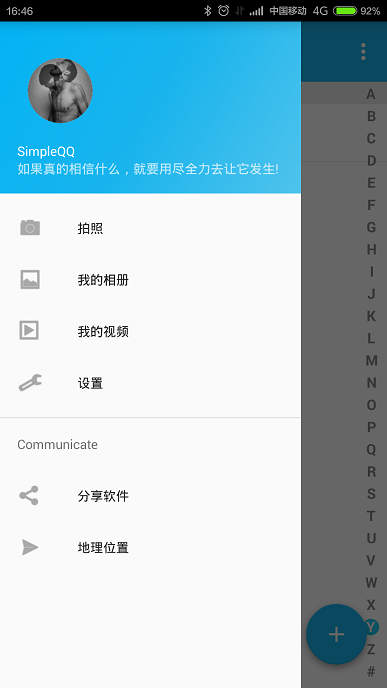 16:46 中国移动 4G 92%
SimpleQQ
如果真的相信什么，就要用尽全力去让它发生!
拍照
我的相册
我的视频
设置
Communicate
分享软件
地理位置
A
B
C
D
E
F
G
H
I
J
K
L
M
N
O
P
Q
R
S
T
U
V
W
X
Y
Z
#